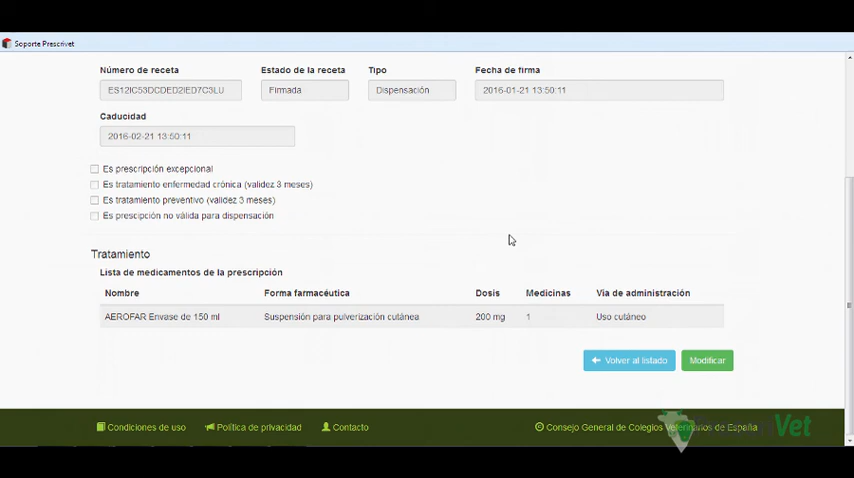 Soporte Prescrivet
Número de receta Estado de la receta Tipo Fecha de firma
ES12IC53DCDED2IED7C3LU Firmada Dispensación 2016-01-21 13:50:11
Caducidad
2016-02-21 13:50:11
Es prescripción excepcional
Es tratamiento enfermedad crónica (validez 3 meses)
Es tratamiento preventivo (validez 3 meses)
Es prescipción no válida para dispensación
Tratamiento
Lista de medicamentos de la prescripción
Nombre Forma farmacéutica Dosis Medicinas Vía de administración
AEROFAR Envase de 150 ml Suspensión para pulverización cutánea 200 mg 1 Uso cutáneo
Volver al listado Modificar
Condiciones de uso Política de privacidad Contacto Consejo General de Colegios Veterinarios de España